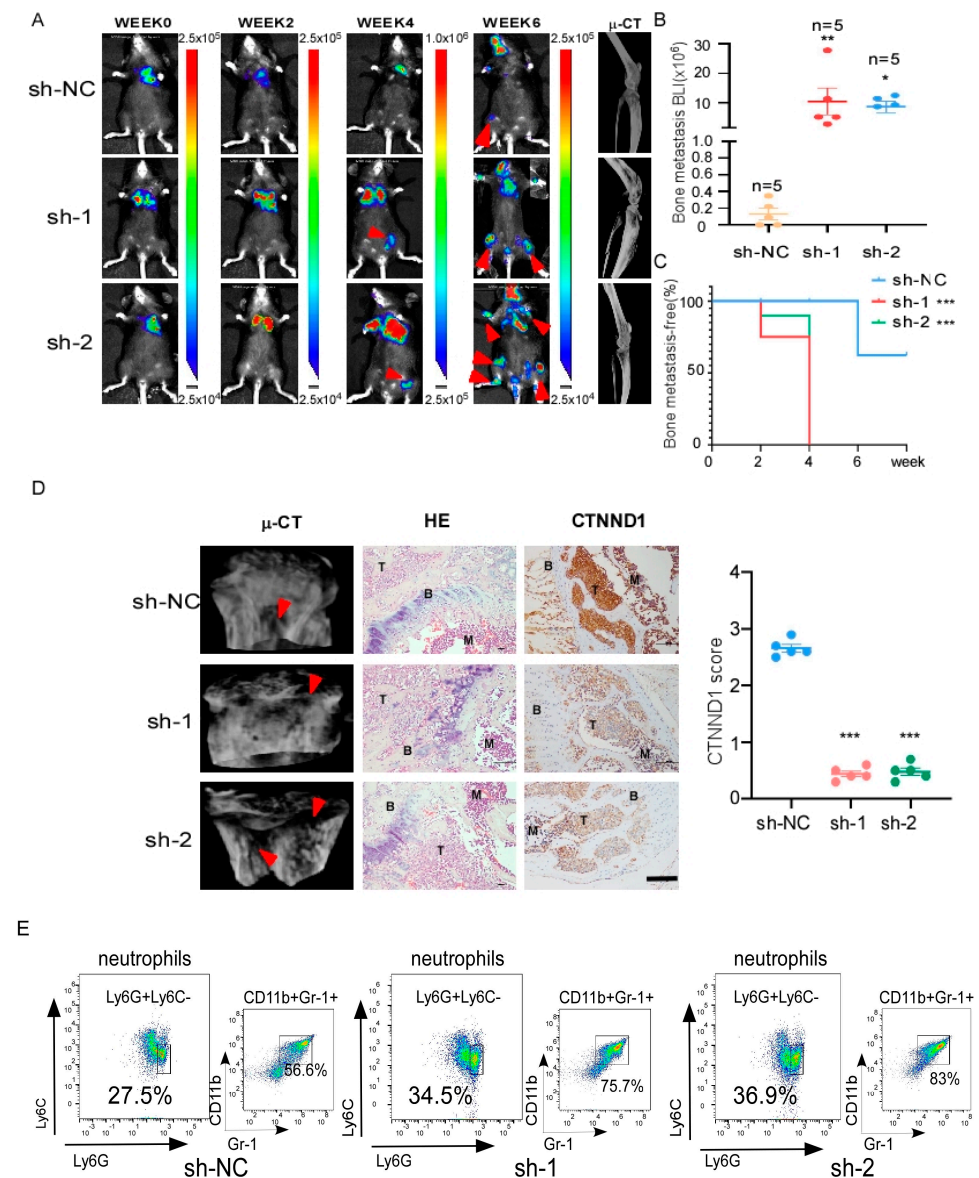 A
WEEK0 WEEK2 WEEK4 WEEK6 μ-CT
2.5x10⁵ 2.5x10⁵ 1.0x10⁶ 2.5x10⁵
sh-NC
sh-1
sh-2
2.5x10⁴ 2.5x10⁴ 2.5x10⁵ 2.5x10⁴
B
Bone metastasis BLI(x10⁶)
30
20
10
1.0
0.8
0.6
0.4
0.2
0
n=5
n=5
**
n=5
*
sh-NC sh-1 sh-2
C
Bone metastasis-free(%)
100
50
0
0 2 4 6 week
sh-NC
sh-1 ***
sh-2 ***
D
μ-CT HE CTNND1
sh-NC
T B M
B T M
sh-1
T B M
B T M
sh-2
B M T
B T M
CTNND1 score
4
3
2
1
0
*** ***
sh-NC sh-1 sh-2
E
neutrophils neutrophils neutrophils
Ly6G+Ly6C- CD11b+Gr-1+ Ly6G+Ly6C- CD11b+Gr-1+ Ly6G+Ly6C- CD11b+Gr-1+
27.5% 56.6% 34.5% 75.7% 36.9% 83%
Ly6C CD11b Ly6C CD11b Ly6C CD11b
Ly6G Gr-1 Ly6G Gr-1 Ly6G Gr-1
sh-NC sh-1 sh-2